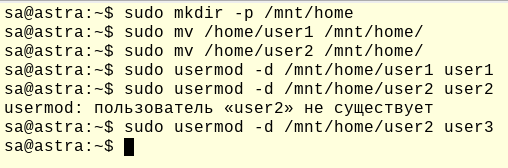 sa@astra:~$ sudo mkdir -p /mnt/home
sa@astra:~$ sudo mv /home/user1 /mnt/home/
sa@astra:~$ sudo mv /home/user2 /mnt/home/
sa@astra:~$ sudo usermod -d /mnt/home/user1 user1
sa@astra:~$ sudo usermod -d /mnt/home/user2 user2
usermod: пользователь «user2» не существует
sa@astra:~$ sudo usermod -d /mnt/home/user2 user3
sa@astra:~$